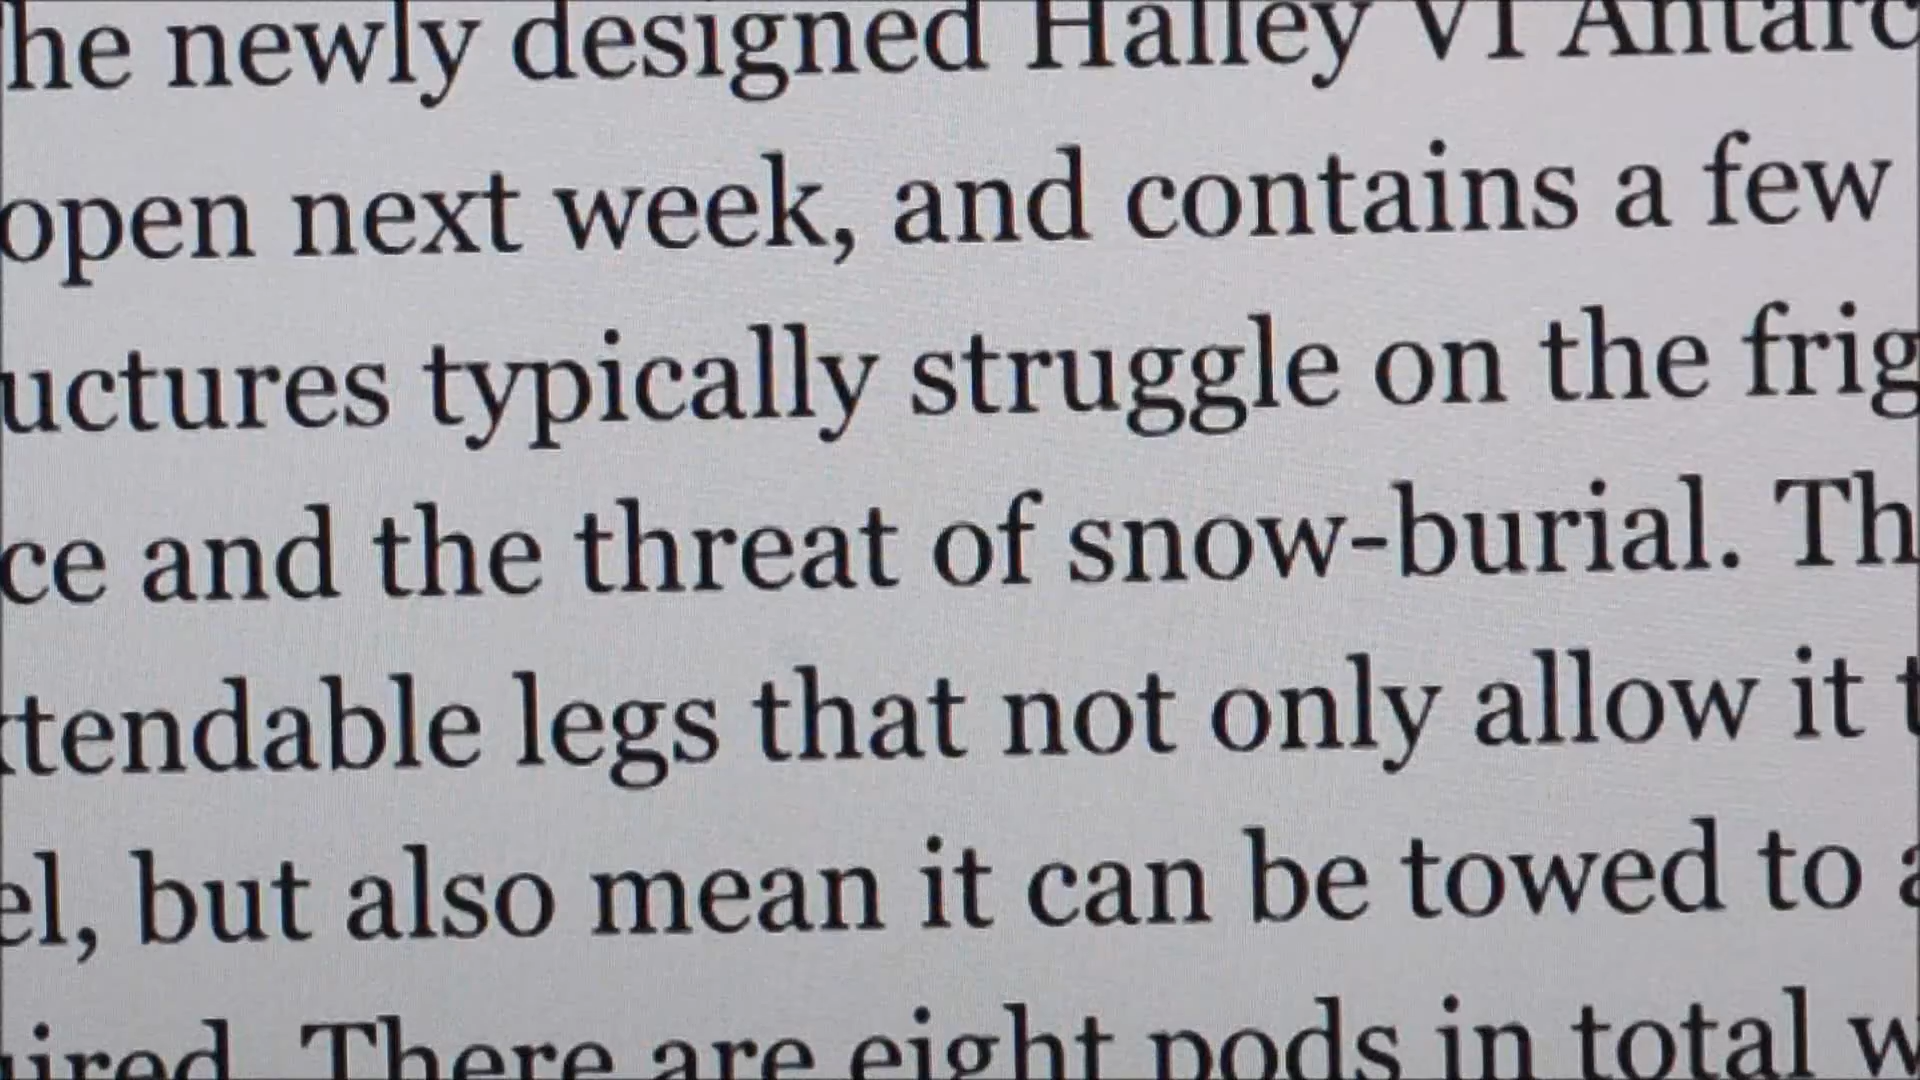 he newly designed Halley VI Antarc
open next week, and contains a few
uctures typically struggle on the frig
ce and the threat of snow-burial. Th
tendable legs that not only allow it t
el, but also mean it can be towed to a
uired. There are eight pods in total w